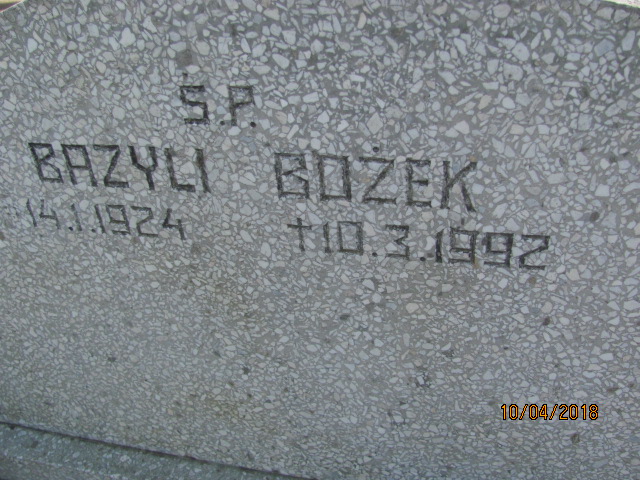 Ś.P.
BAZYLI BOŻEK
14.1.1924 †10.3.1992
10/04/2018